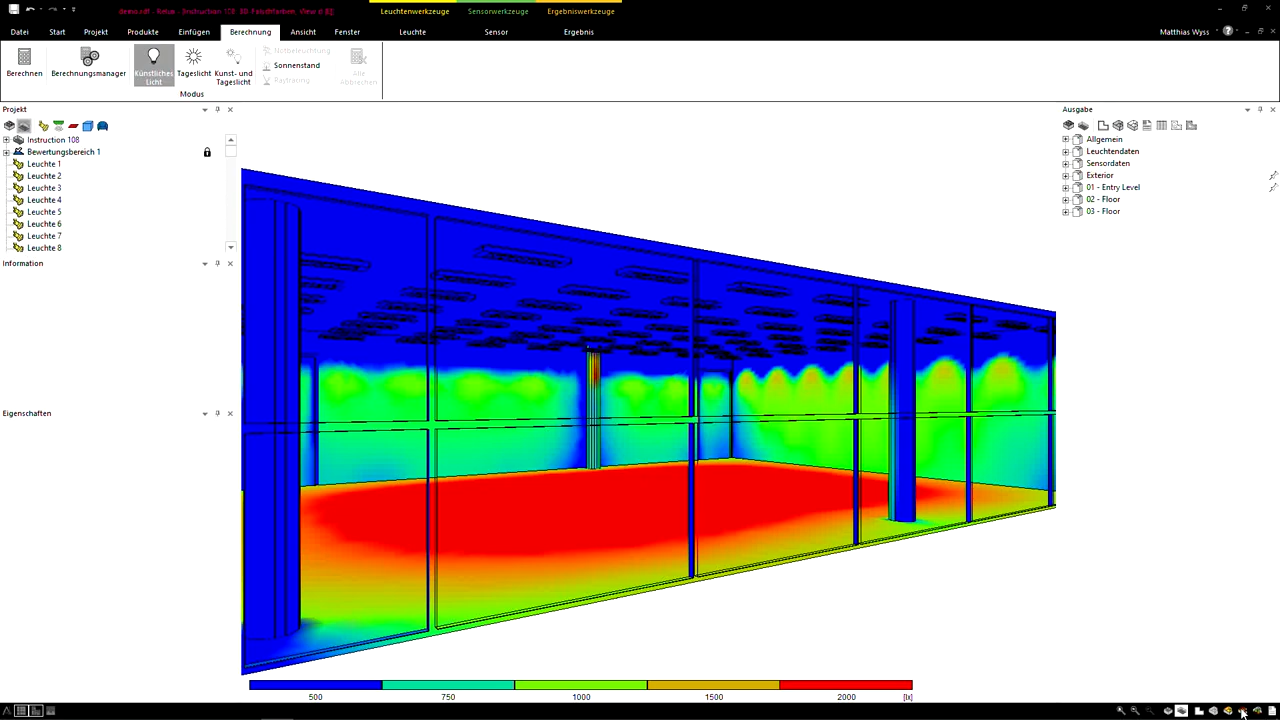 Leuchtenwerkzeuge Sensorwerkzeuge Ergebniswerkzeuge
Datei Start Projekt Produkte Einfügen Berechnung Ansicht Fenster Leuchte Sensor Ergebnis Matthias Wyss
Berechnen Berechnungsmanager Künstliches Licht Tageslicht Kunst- und Tageslicht
Notbeleuchtung
Sonnenstand
Raytracing
Alle Abbrechen
Modus
Projekt
Instruction 108
Bewertungsbereich 1
Leuchte 1
Leuchte 2
Leuchte 3
Leuchte 4
Leuchte 5
Leuchte 6
Leuchte 7
Leuchte 8
Information
Eigenschaften
Ausgabe
Allgemein
Leuchtendaten
Sensordaten
Exterior
01 - Entry Level
02 - Floor
03 - Floor
500 750 1000 1500 2000 [lx]